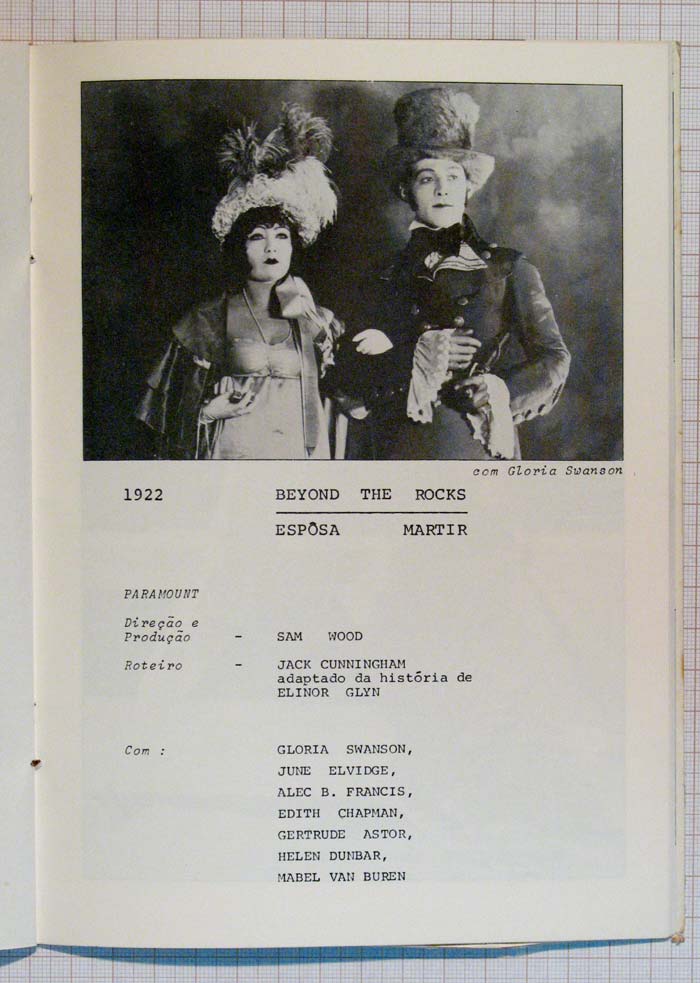 com Gloria Swanson
1922 BEYOND THE ROCKS
ESPÔSA MARTIR
PARAMOUNT
Direção e
Produção - SAM WOOD
Roteiro - JACK CUNNINGHAM
adaptado da história de
ELINOR GLYN
Com : GLORIA SWANSON,
JUNE ELVIDGE,
ALEC B. FRANCIS,
EDITH CHAPMAN,
GERTRUDE ASTOR,
HELEN DUNBAR,
MABEL VAN BUREN